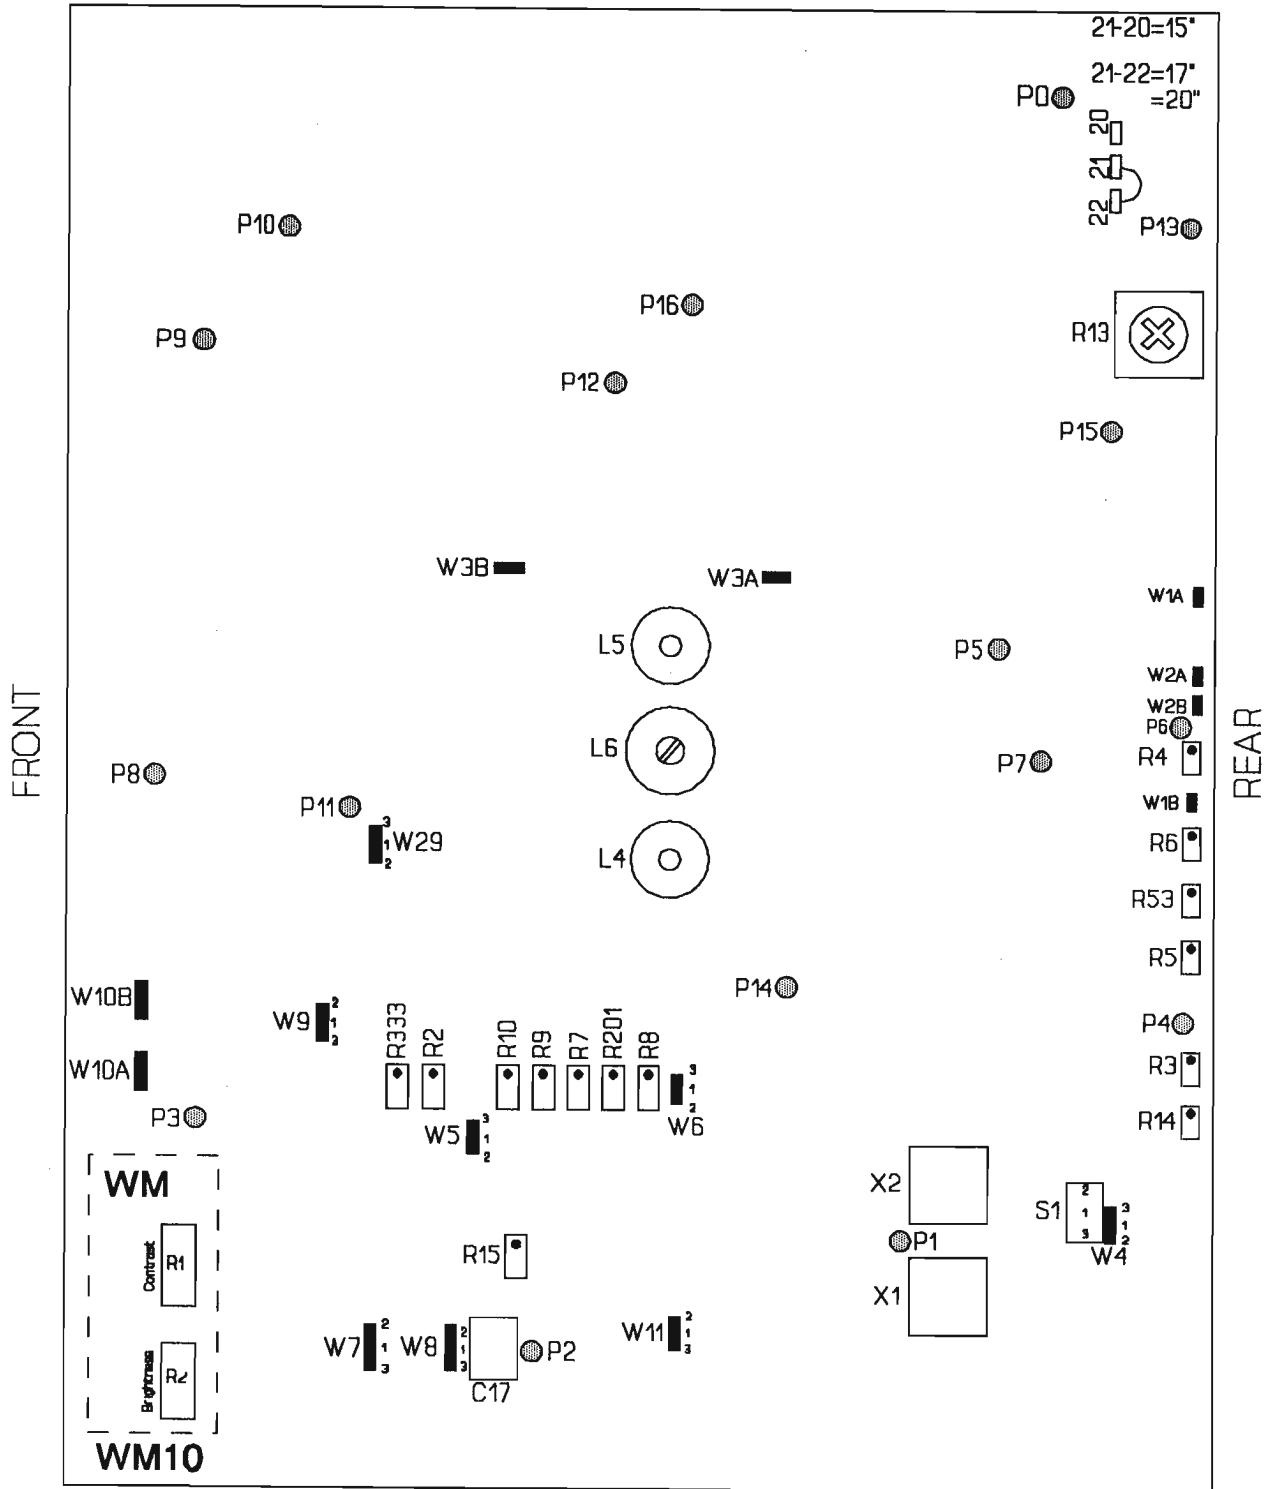 21-20=15"
21-22=17"
=20"
P0
20
21
22
P10
P13
P16
R13
P9
P12
P15
W3B
W3A
W1A
L5
P5
W2A
W2B
P6
FRONT
REAR
L6
R4
P8
P7
P11
W1B
3
1
2
W29
R6
L4
R53
R5
W10B
P14
W9
2
1
3
R333
R2
R10
R9
R7
R201
R8
P4
W10A
R3
3
1
2
W6
P3
R14
W5
3
1
2
WM
X2
S1
2
1
3
3
1
2
W4
P1
R15
Contrast
R1
X1
W7
2
1
3
W8
2
1
3
W11
2
1
3
P2
C17
Brightness
R2
WM10